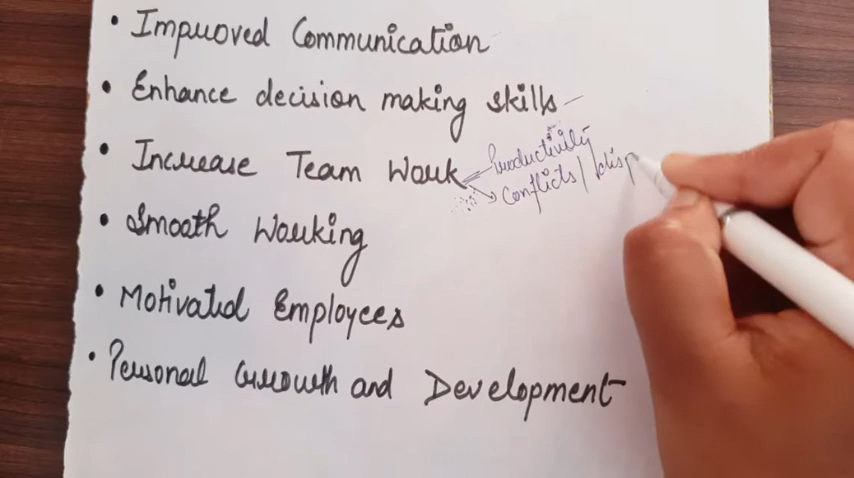 • Improved Communication
• Enhance decision making skills
• Increase Team Work
Productivity
Conflicts / disp
• Smooth Working
• Motivated Employees
• Personal Growth and Development